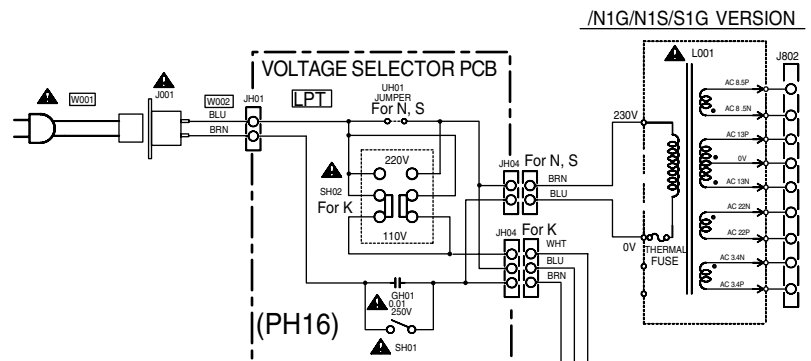 /N1G/N1S/S1G VERSION
VOLTAGE SELECTOR PCB
LPT
UH01
JUMPER
For N, S
W001
J001
W002
JH01
BLU
BRN
220V
SH02
For K
110V
JH04 For N, S
BRN
BLU
JH04 For K
WHT
BLU
BRN
GH01
0.01
250V
SH01
(PH16)
L001
J802
230V
0V
THERMAL
FUSE
AC 8.5P
AC 8 .5N
AC 13P
0V
AC 13N
AC 22N
AC 22P
AC 3.4N
AC 3.4P